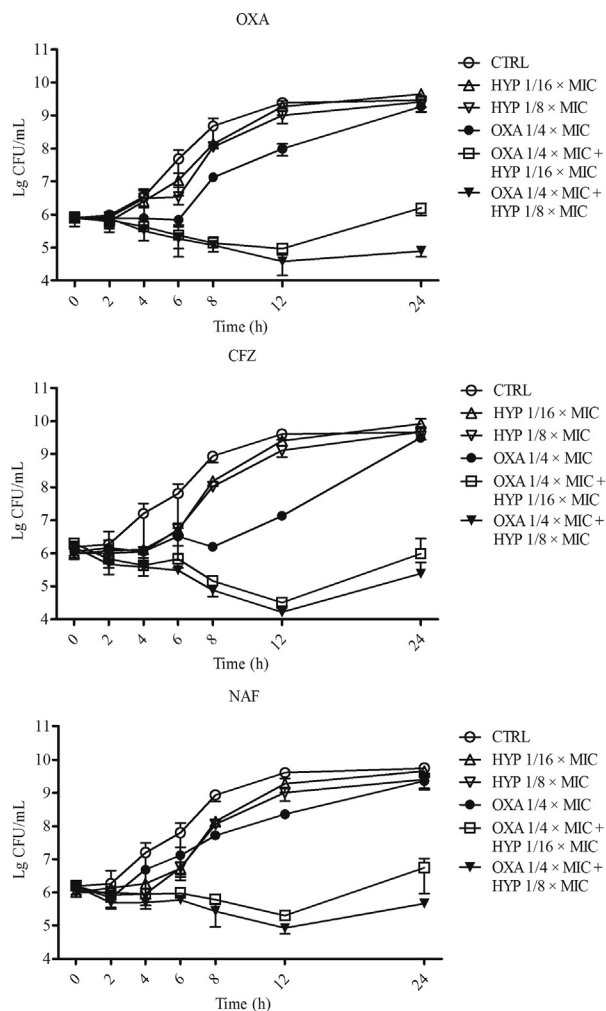 OXA
11
10
9
8
7
6
5
4
Lg CFU/mL
0
2
4
6
8
12
24
Time (h)
CTRL
HYP 1/16 × MIC
HYP 1/8 × MIC
OXA 1/4 × MIC
OXA 1/4 × MIC +
HYP 1/16 × MIC
OXA 1/4 × MIC +
HYP 1/8 × MIC
CFZ
11
10
9
8
7
6
5
4
Lg CFU/mL
0
2
4
6
8
12
24
Time (h)
CTRL
HYP 1/16 × MIC
HYP 1/8 × MIC
OXA 1/4 × MIC
OXA 1/4 × MIC +
HYP 1/16 × MIC
OXA 1/4 × MIC +
HYP 1/8 × MIC
NAF
11
10
9
8
7
6
5
4
Lg CFU/mL
0
2
4
6
8
12
24
Time (h)
CTRL
HYP 1/16 × MIC
HYP 1/8 × MIC
OXA 1/4 × MIC
OXA 1/4 × MIC +
HYP 1/16 × MIC
OXA 1/4 × MIC +
HYP 1/8 × MIC